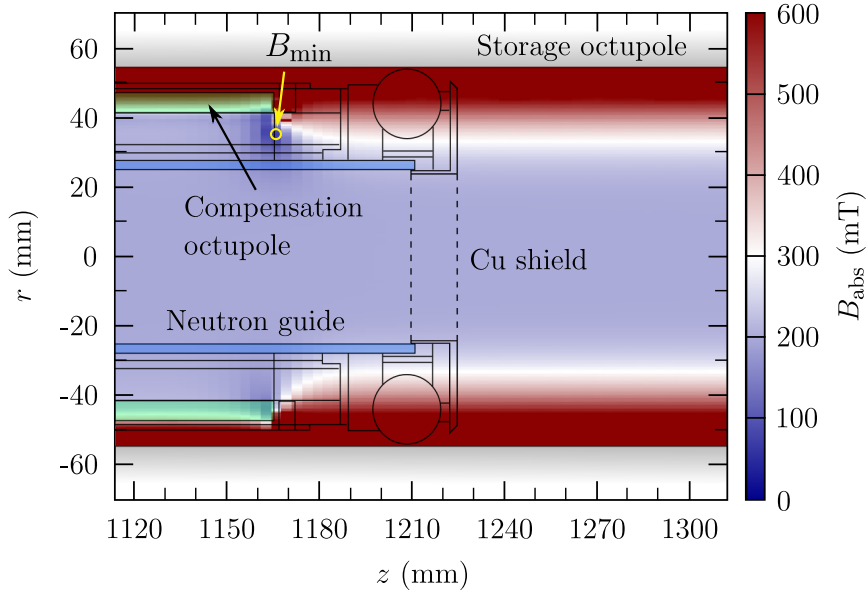 60
40
20
0
-20
-40
-60
r (mm)
B_min
Storage octupole
Compensation
octupole
Cu shield
Neutron guide
1120 1150 1180 1210 1240 1270 1300
z (mm)
600
500
400
300
200
100
0
B_abs (mT)